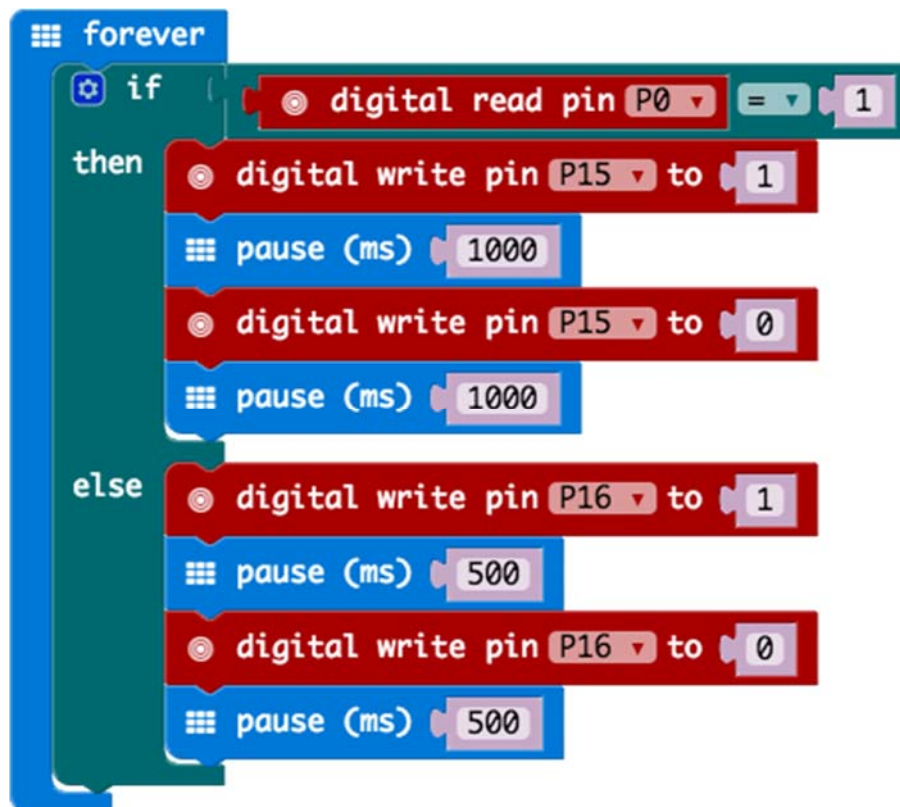 forever
if digital read pin P0 = 1
then digital write pin P15 to 1
pause (ms) 1000
digital write pin P15 to 0
pause (ms) 1000
else digital write pin P16 to 1
pause (ms) 500
digital write pin P16 to 0
pause (ms) 500